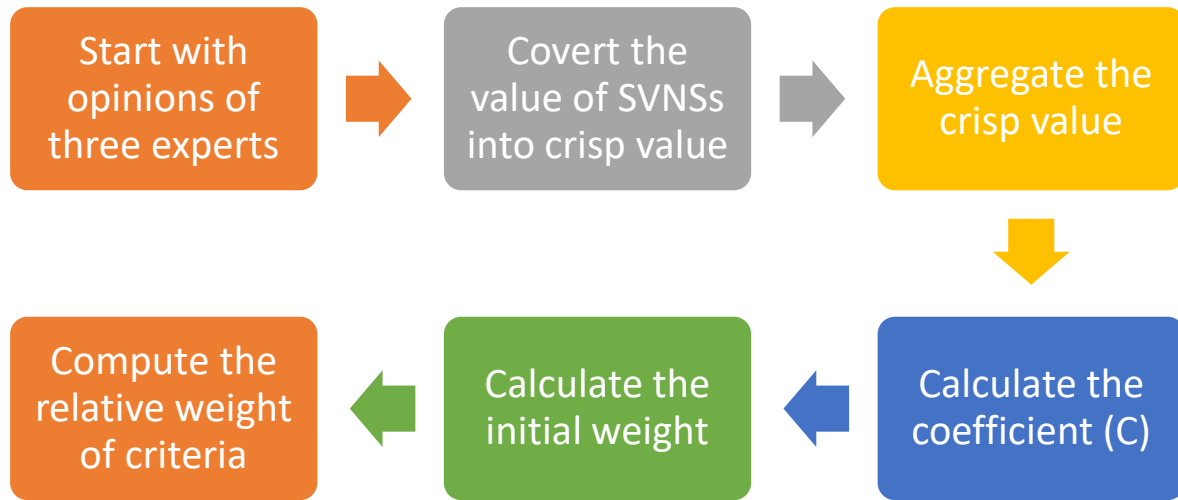 Start with
opinions of
three experts
Covert the
value of SVNSs
into crisp value
Aggregate the
crisp value
Calculate the
coefficient (C)
Calculate the
initial weight
Compute the
relative weight
of criteria